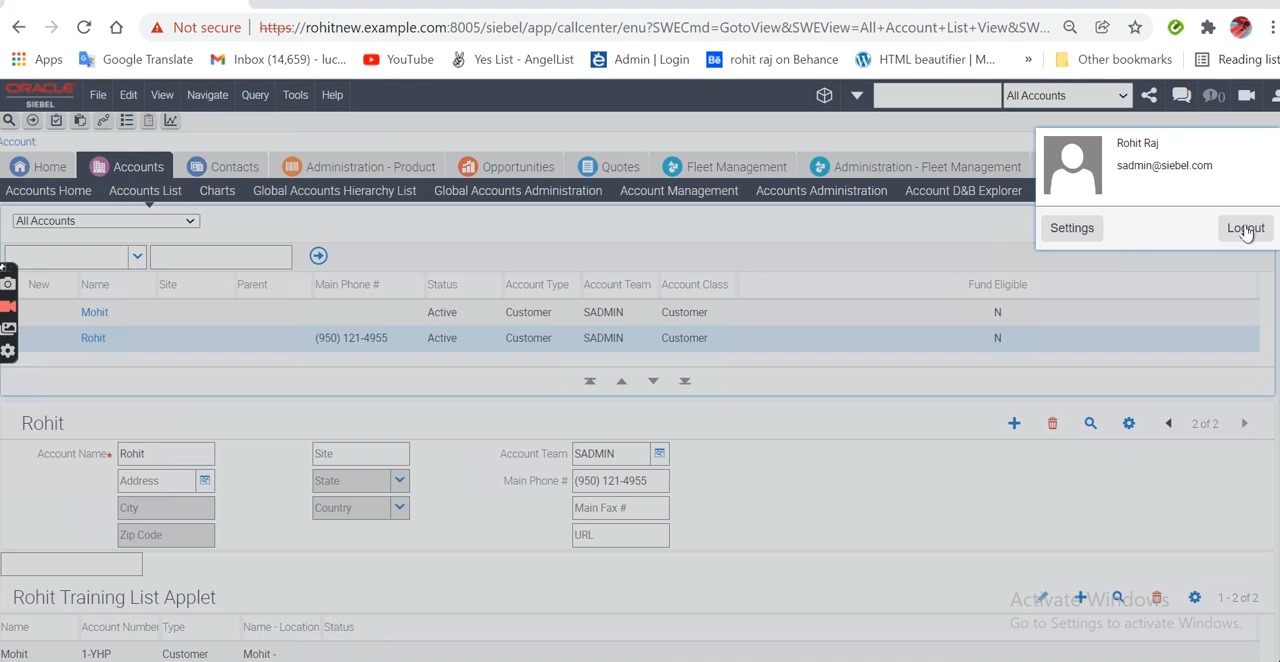 Not secure https://rohitnew.example.com:8005/siebel/app/callcenter/enu?SWECmd=GotoView&SWEView=All+Account+List+View&SW...
Apps Google Translate Inbox (14,659) - luc... YouTube Yes List - AngelList Admin | Login Bē rohit raj on Behance HTML beautifier | M... » Other bookmarks Reading list
ORACLE
SIEBEL
File Edit View Navigate Query Tools Help All Accounts 0
Account:
Rohit Raj
sadmin@siebel.com
Home Accounts Contacts Administration - Product Opportunities Quotes Fleet Management Administration - Fleet Management
Accounts Home Accounts List Charts Global Accounts Hierarchy List Global Accounts Administration Account Management Accounts Administration Account D&B Explorer
All Accounts
Settings Logout
New Name Site Parent Main Phone # Status Account Type Account Team Account Class Fund Eligible
Mohit Active Customer SADMIN Customer N
Rohit (950) 121-4955 Active Customer SADMIN Customer N
Rohit 2 of 2
Account Name* Rohit Site Account Team SADMIN
Address State Main Phone # (950) 121-4955
City Country Main Fax #
Zip Code URL
Rohit Training List Applet 1 - 2 of 2
Activate Windows
Go to Settings to activate Windows.
Name Account Number Type Name - Location Status
Mohit 1-YHP Customer Mohit -